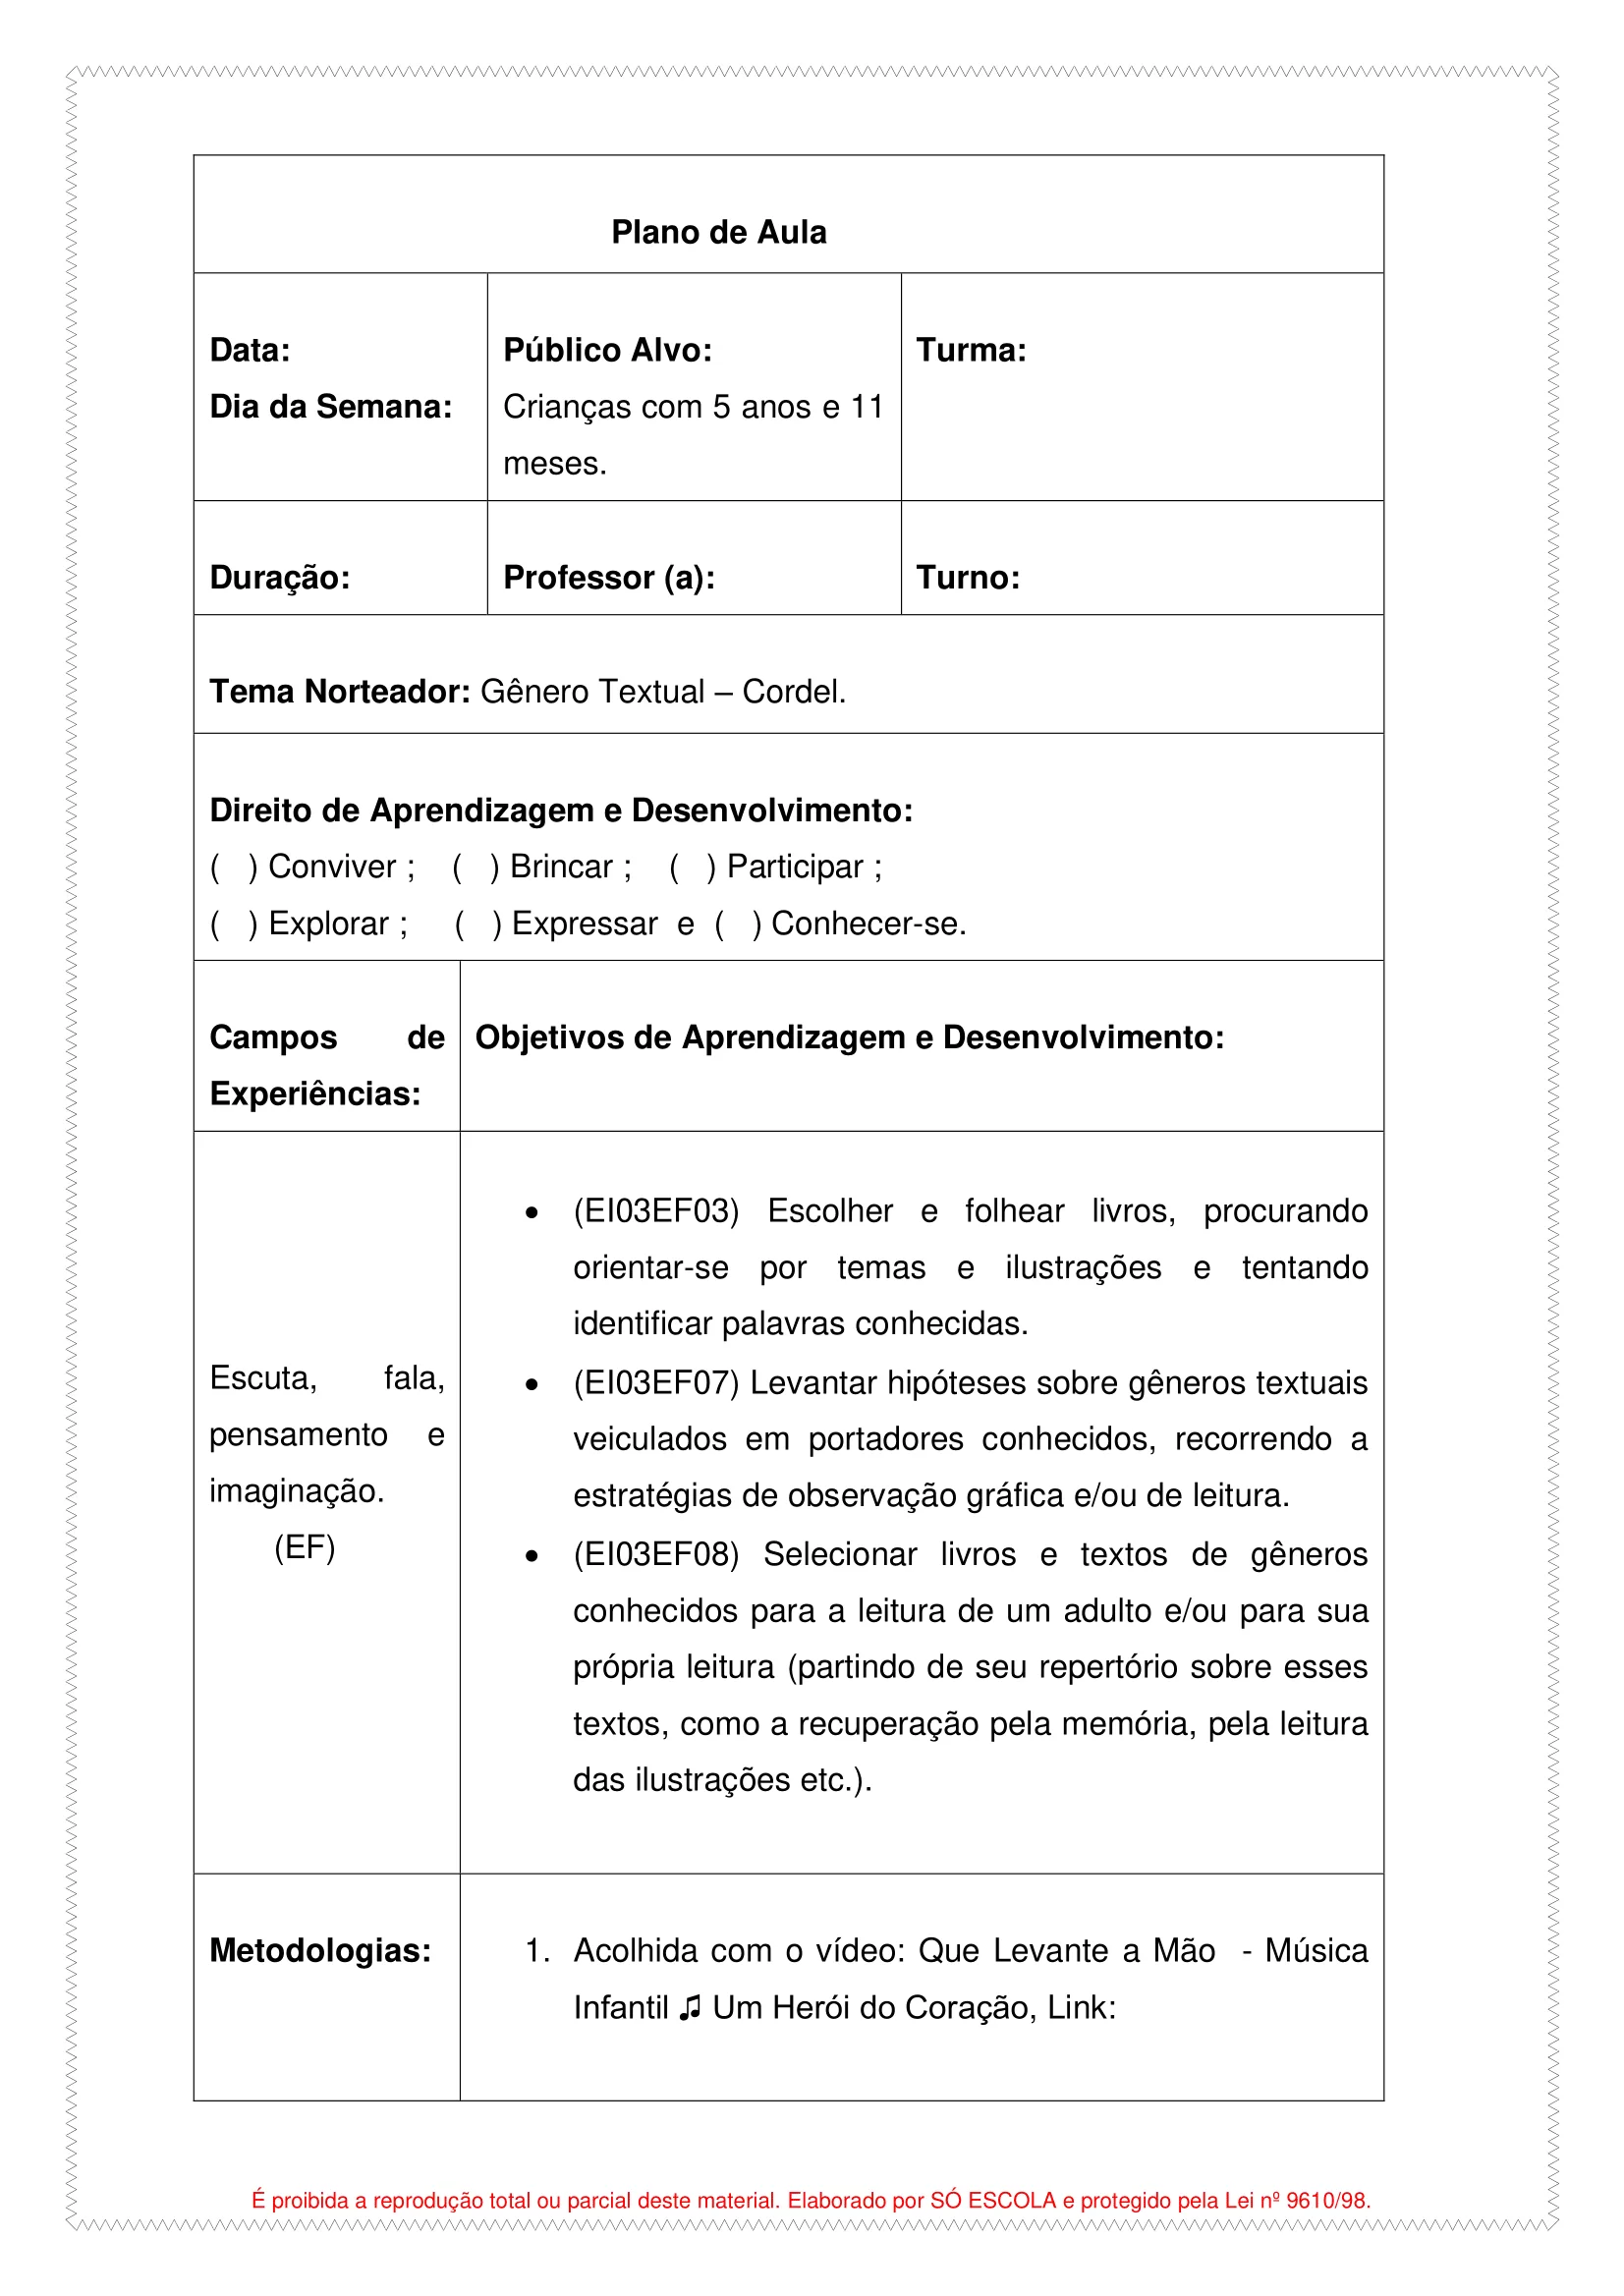 Plano de Aula
Data:
Dia da Semana:
Público Alvo:
Crianças com 5 anos e 11
meses.
Turma:
Duração:
Professor (a):
Turno:
Tema Norteador: Gênero Textual – Cordel.
Direito de Aprendizagem e Desenvolvimento:
(   ) Conviver ;   (   ) Brincar ;   (   ) Participar ;
(   ) Explorar ;   (   ) Expressar  e  (   ) Conhecer-se.
Campos de
Experiências:
Objetivos de Aprendizagem e Desenvolvimento:
Escuta, fala,
pensamento e
imaginação.
(EF)
• (EI03EF03) Escolher e folhear livros, procurando
orientar-se por temas e ilustrações e tentando
identificar palavras conhecidas.
• (EI03EF07) Levantar hipóteses sobre gêneros textuais
veiculados em portadores conhecidos, recorrendo a
estratégias de observação gráfica e/ou de leitura.
• (EI03EF08) Selecionar livros e textos de gêneros
conhecidos para a leitura de um adulto e/ou para sua
própria leitura (partindo de seu repertório sobre esses
textos, como a recuperação pela memória, pela leitura
das ilustrações etc.).
Metodologias:
1. Acolhida com o vídeo: Que Levante a Mão  - Música
Infantil ♫ Um Herói do Coração, Link:
É proibida a reprodução total ou parcial deste material. Elaborado por SÓ ESCOLA e protegido pela Lei nº 9610/98.